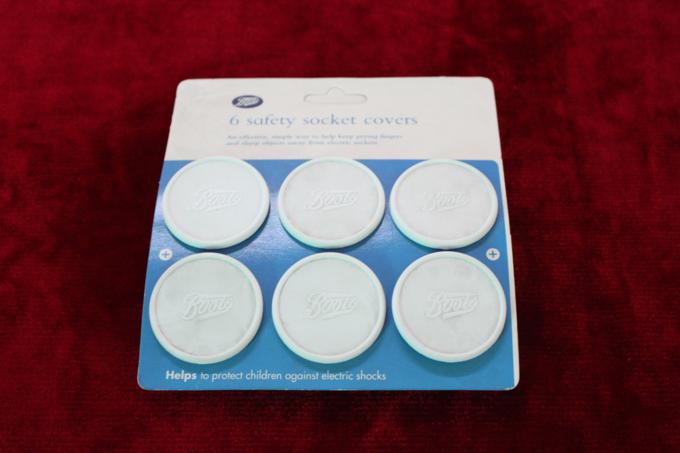 Boots
6 safety socket covers
An effective, simple way to help keep prying fingers
and sharp objects away from electric sockets
Boots Boots Boots
Boots Boots Boots
Helps to protect children against electric shocks